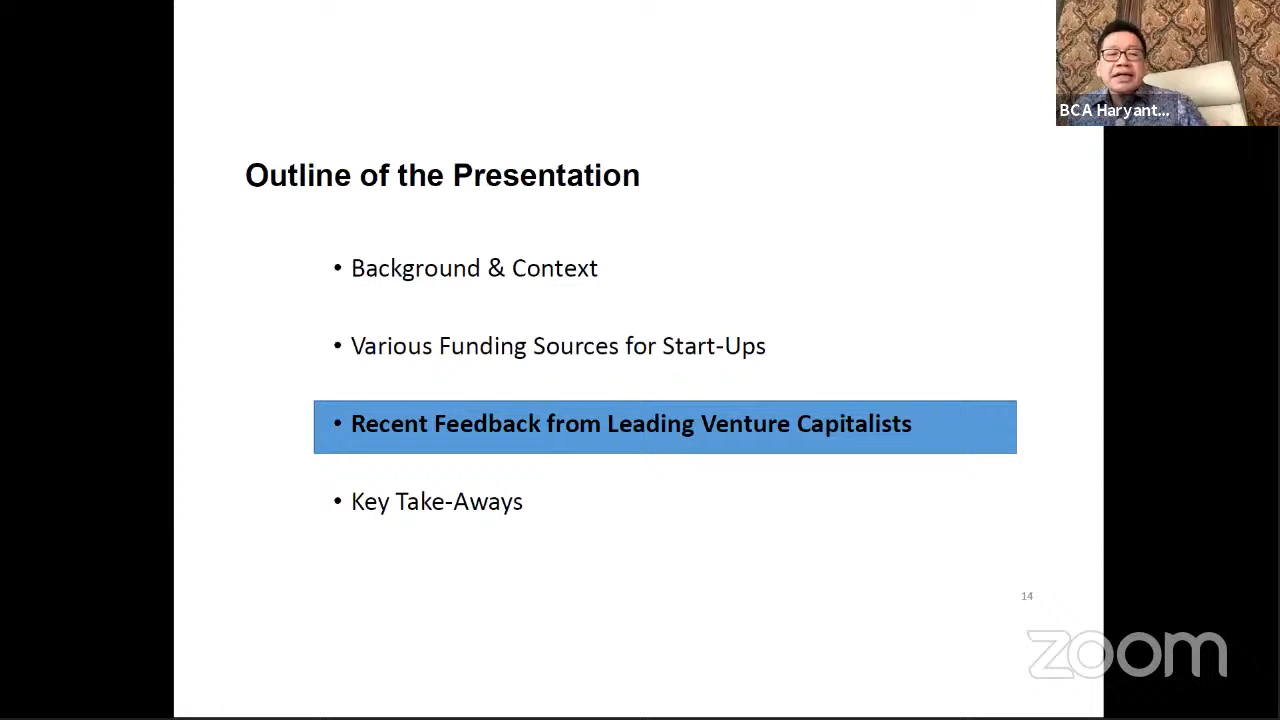 BCA Haryant...
Outline of the Presentation
• Background & Context
• Various Funding Sources for Start-Ups
• Recent Feedback from Leading Venture Capitalists
• Key Take-Aways
14
zoom